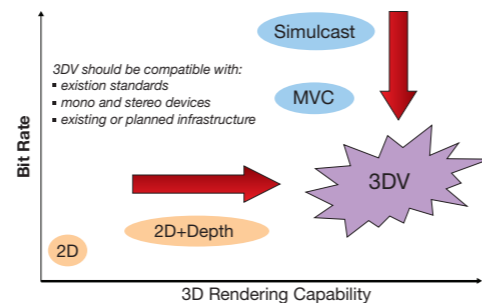 Simulcast
3DV should be compatible with:
▪ existion standards
▪ mono and stereo devices
▪ existing or planned infrastructure
MVC
Bit Rate
3DV
2D+Depth
2D
3D Rendering Capability